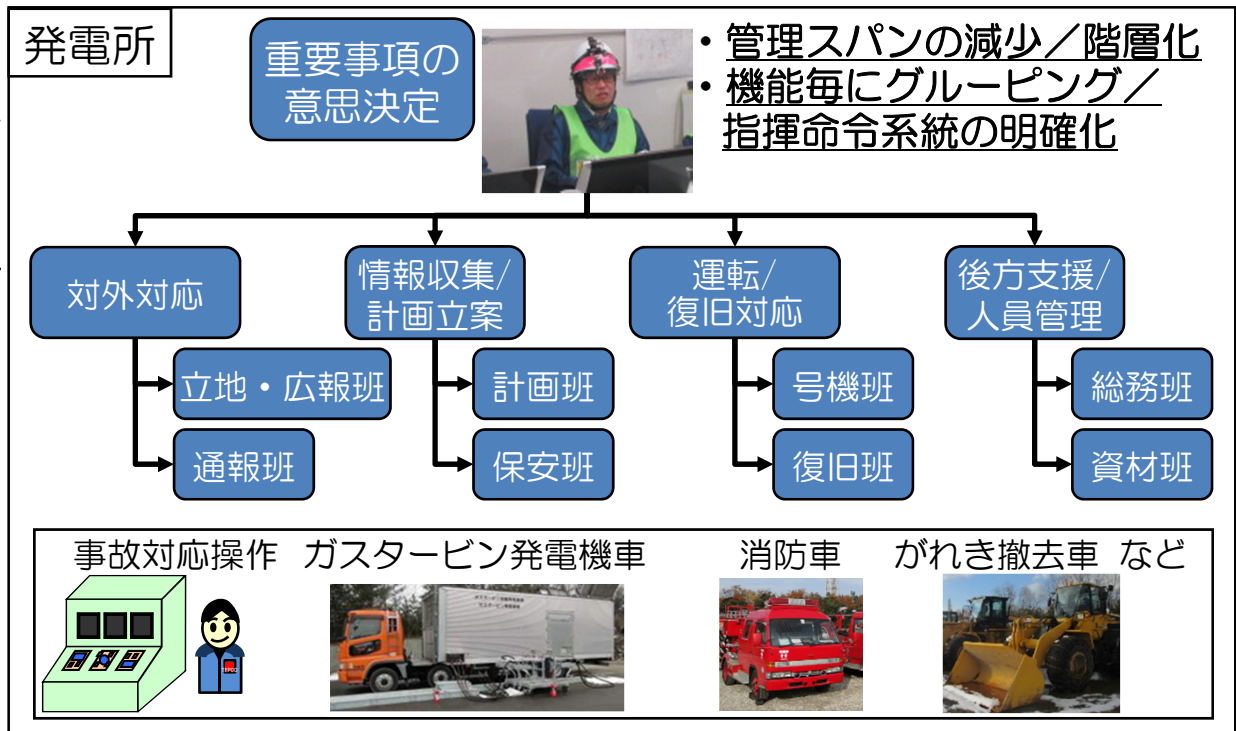 発電所
重要事項の
意思決定
・管理スパンの減少／階層化
・機能毎にグルーピング／
指揮命令系統の明確化
対外対応
情報収集/
計画立案
運転/
復旧対応
後方支援/
人員管理
立地・広報班
計画班
号機班
総務班
通報班
保安班
復旧班
資材班
事故対応操作
ガスタービン発電機車
消防車
がれき撤去車 など
TEPCO